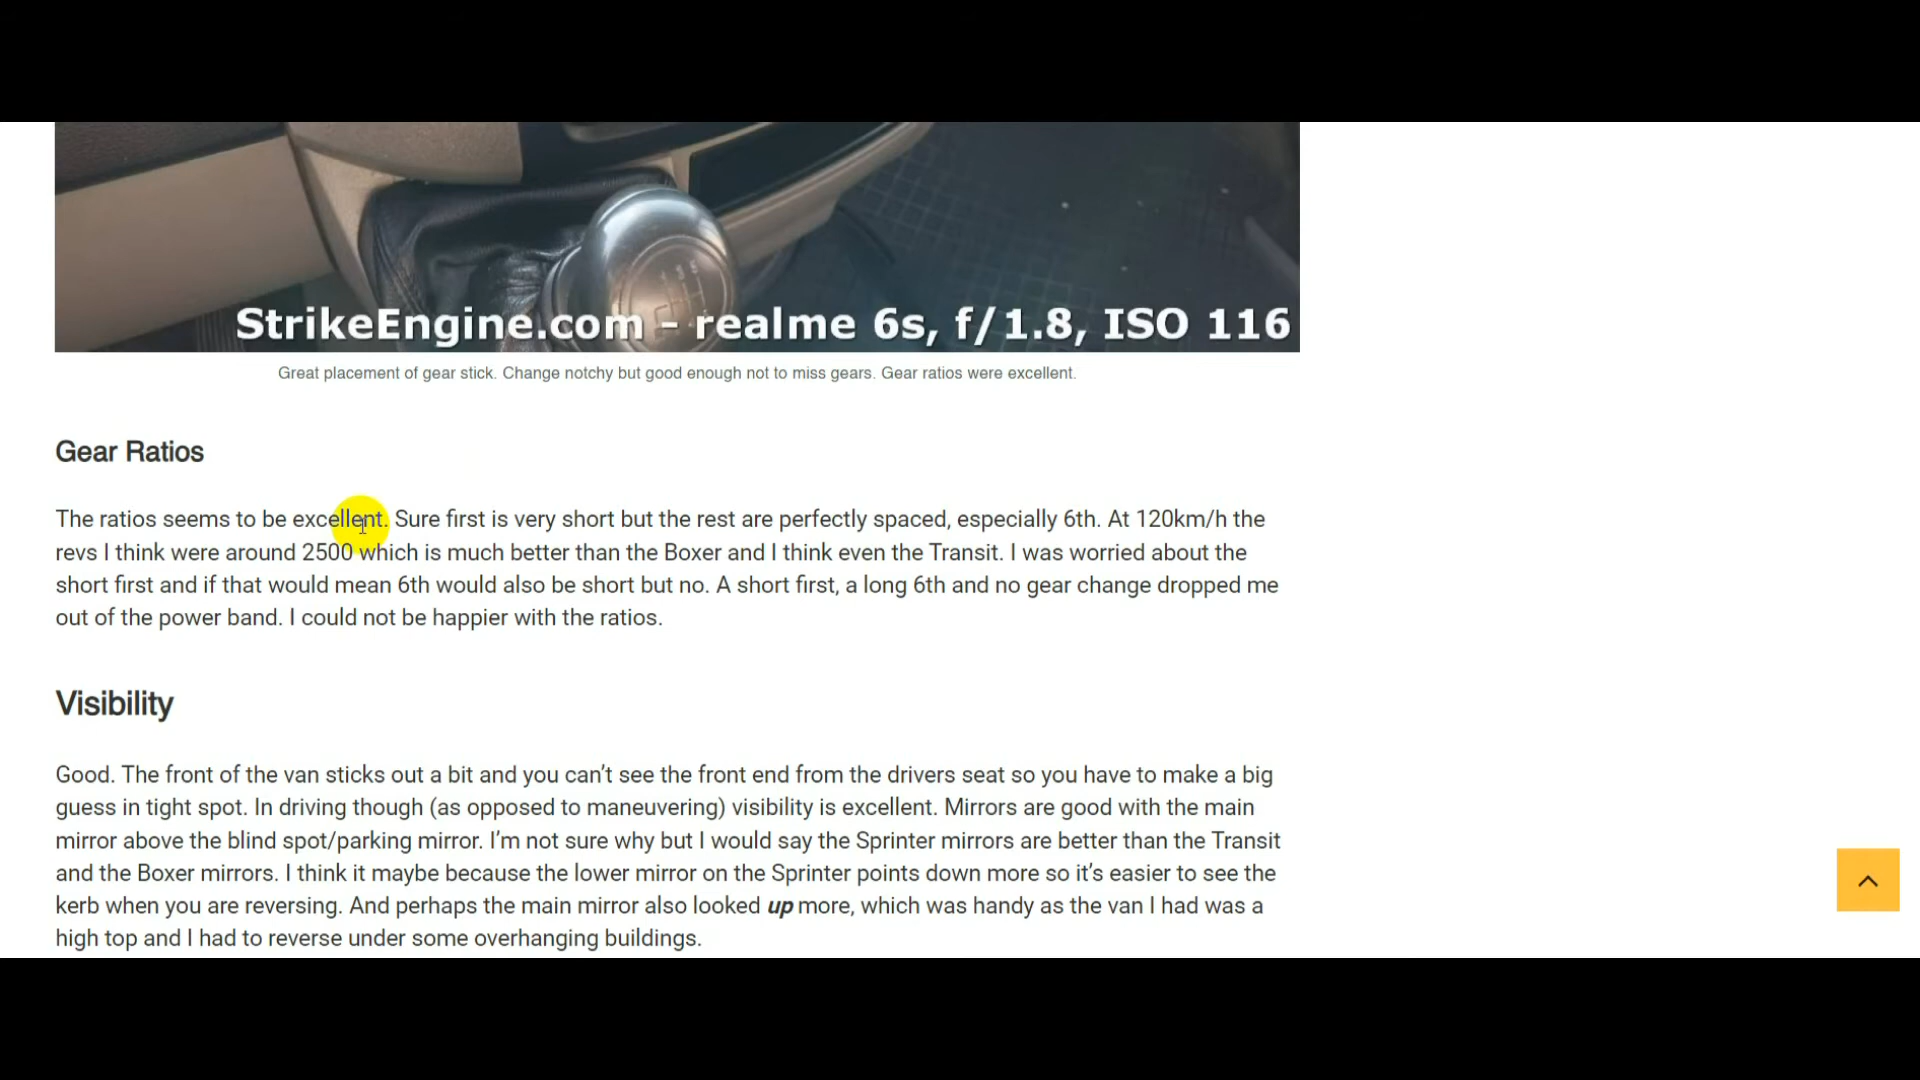 StrikeEngine.com - realme 6s, f/1.8, ISO 116
Great placement of gear stick. Change notchy but good enough not to miss gears. Gear ratios were excellent.
Gear Ratios
The ratios seems to be excellent. Sure first is very short but the rest are perfectly spaced, especially 6th. At 120km/h the
revs I think were around 2500 which is much better than the Boxer and I think even the Transit. I was worried about the
short first and if that would mean 6th would also be short but no. A short first, a long 6th and no gear change dropped me
out of the power band. I could not be happier with the ratios.
Visibility
Good. The front of the van sticks out a bit and you can’t see the front end from the drivers seat so you have to make a big
guess in tight spot. In driving though (as opposed to maneuvering) visibility is excellent. Mirrors are good with the main
mirror above the blind spot/parking mirror. I’m not sure why but I would say the Sprinter mirrors are better than the Transit
and the Boxer mirrors. I think it maybe because the lower mirror on the Sprinter points down more so it’s easier to see the
kerb when you are reversing. And perhaps the main mirror also looked up more, which was handy as the van I had was a
high top and I had to reverse under some overhanging buildings.